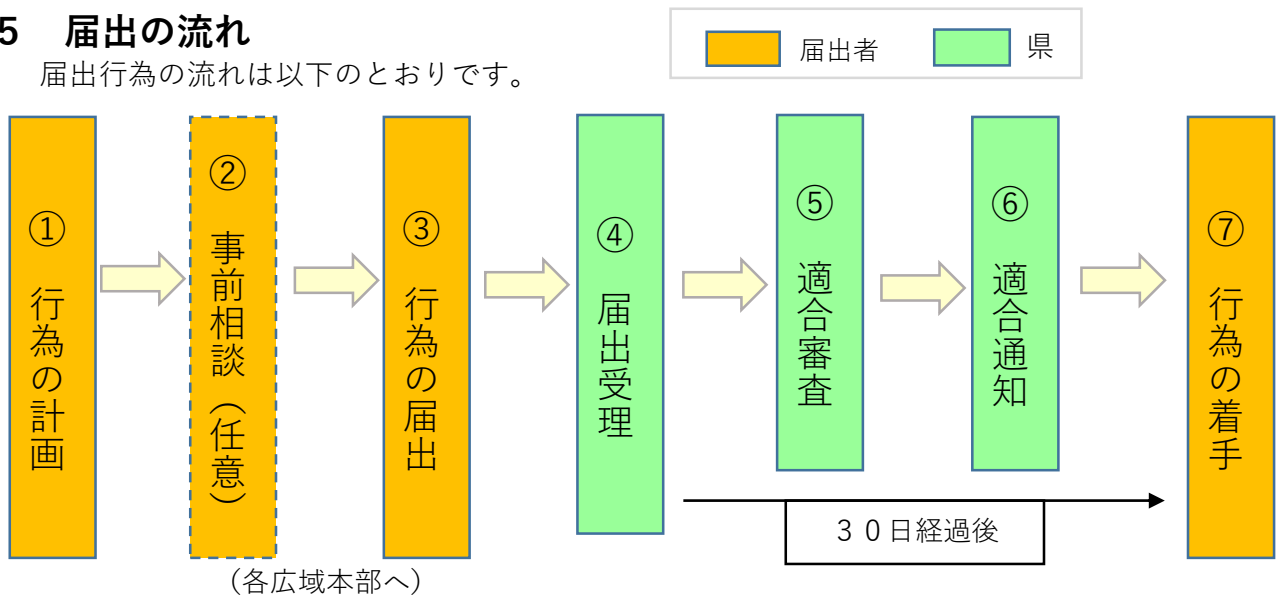 5 届出の流れ
届出行為の流れは以下のとおりです。
届出者
県
① 行為の計画
② 事前相談（任意）
③ 行為の届出
④ 届出受理
⑤ 適合審査
⑥ 適合通知
⑦ 行為の着手
３０日経過後
（各広域本部へ）